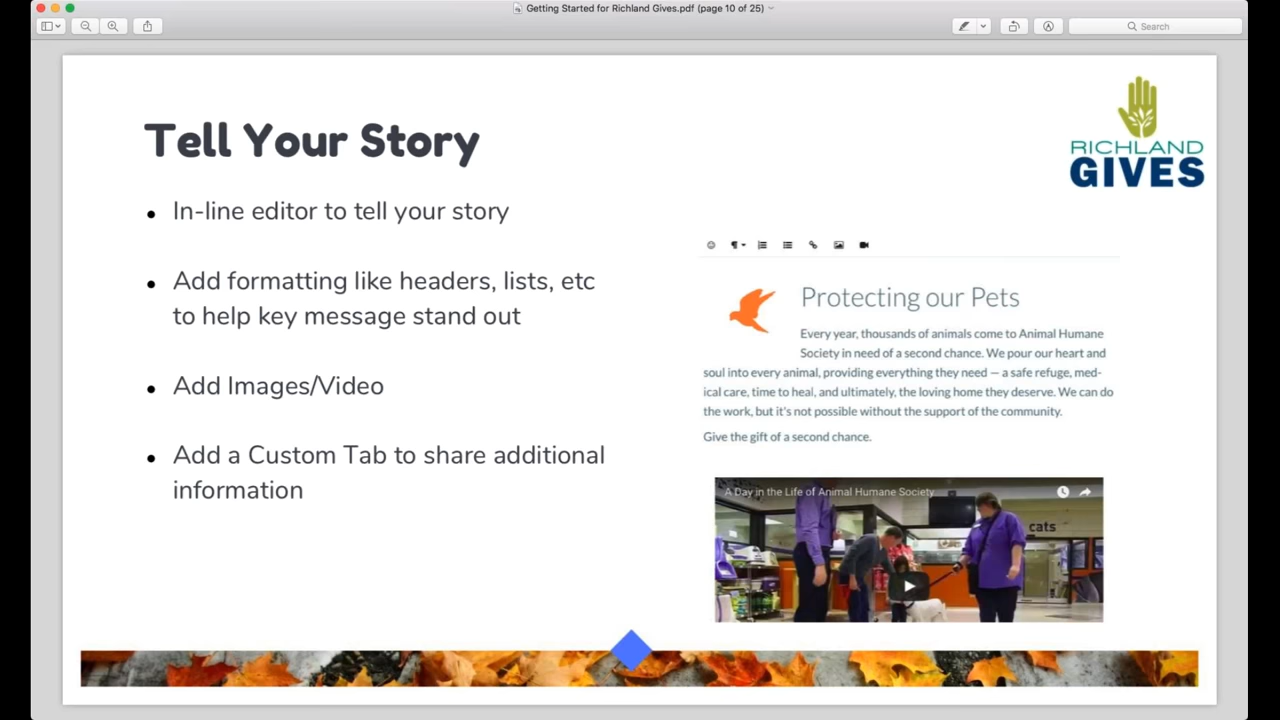 Getting Started for Richland Gives.pdf (page 10 of 25)
Search
Tell Your Story
RICHLAND
GIVES
• In-line editor to tell your story
• Add formatting like headers, lists, etc
to help key message stand out
• Add Images/Video
• Add a Custom Tab to share additional
information
Protecting our Pets
Every year, thousands of animals come to Animal Humane
Society in need of a second chance. We pour our heart and
soul into every animal, providing everything they need — a safe refuge, med-
ical care, time to heal, and ultimately, the loving home they deserve. We can do
the work, but it's not possible without the support of the community.
Give the gift of a second chance.
A Day in the Life of Animal Humane Society
cats